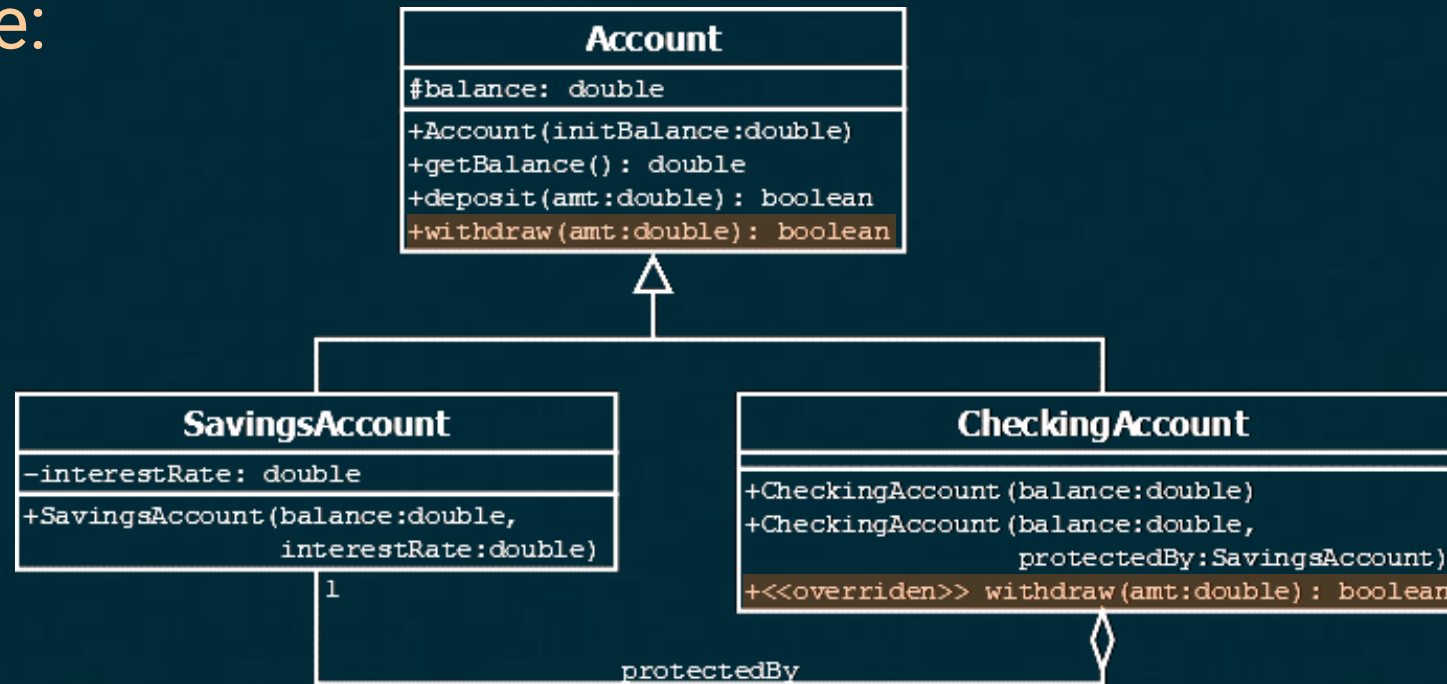 e:
Account
#balance: double
+Account(initBalance:double)
+getBalance(): double
+deposit(amt:double): boolean
+withdraw(amt:double): boolean
SavingsAccount
-interestRate: double
+SavingsAccount(balance:double,
interestRate:double)
CheckingAccount
+CheckingAccount(balance:double)
+CheckingAccount(balance:double,
protectedBy:SavingsAccount)
+<<overriden>> withdraw(amt:double): boolean
1
protectedBy